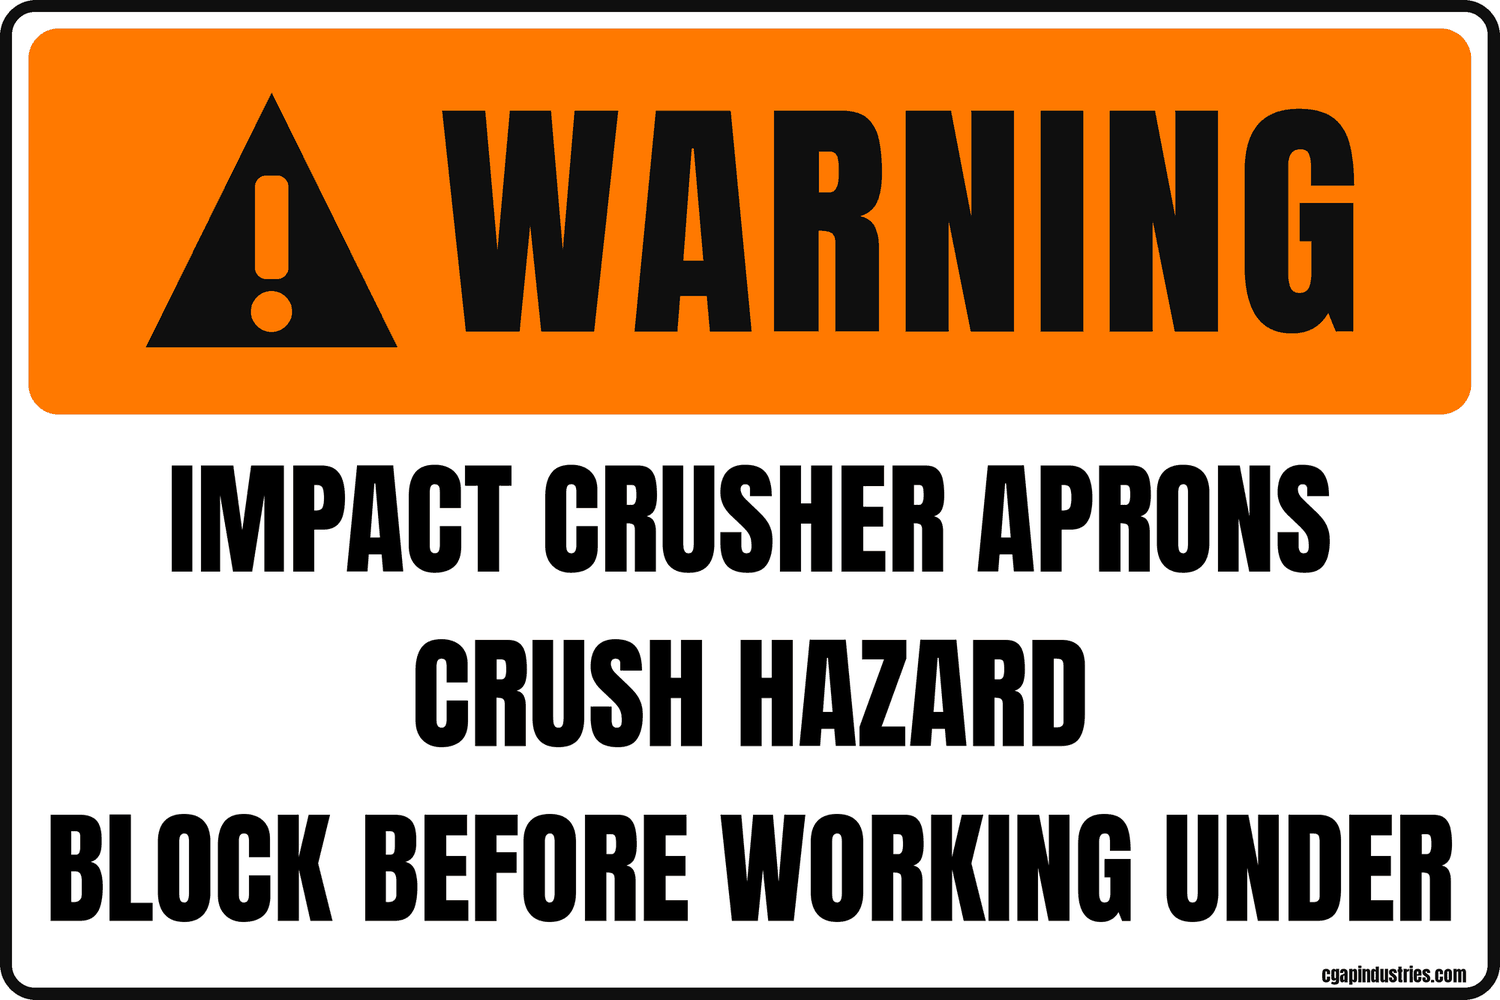 WARNING
IMPACT CRUSHER APRONS
CRUSH HAZARD
BLOCK BEFORE WORKING UNDER
cgapindustries.com